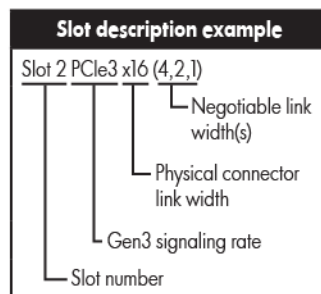 Slot description example
Slot 2 PCIe3 x16 (4,2,1)
Negotiable link
width(s)
Physical connector
link width
Gen3 signaling rate
Slot number